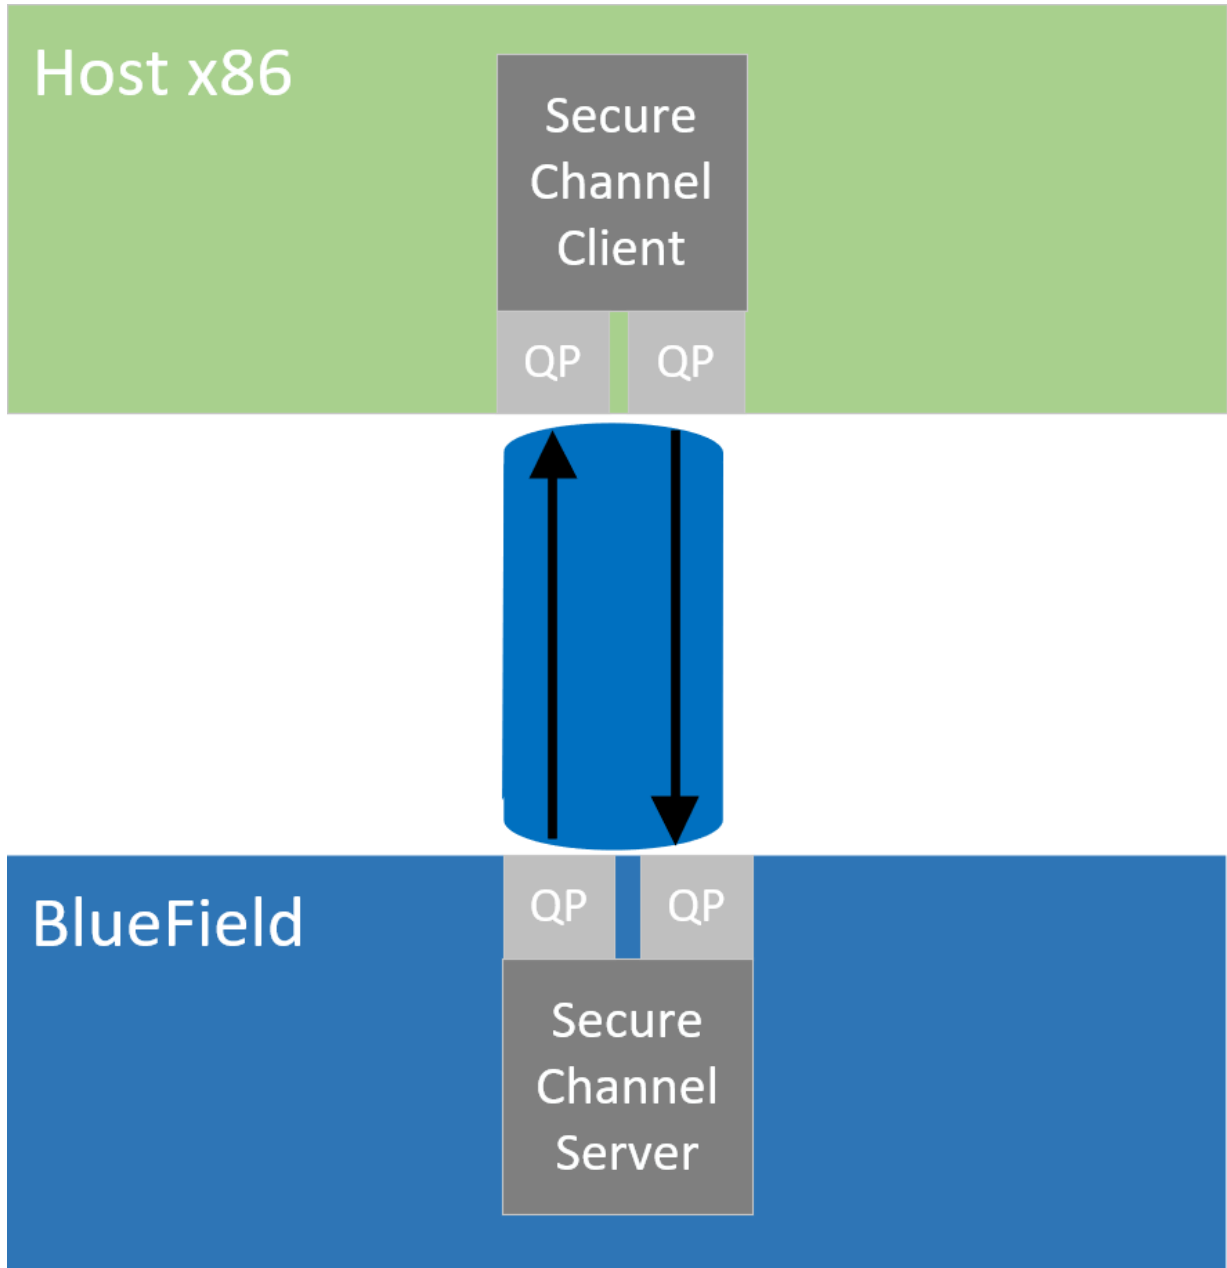 Host x86
Secure
Channel
Client
QP QP
QP QP
BlueField
Secure
Channel
Server